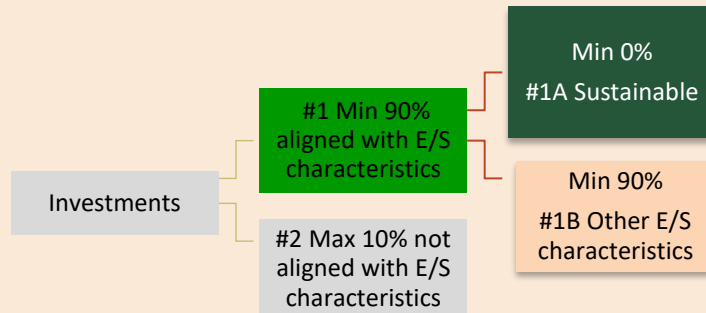 Investments
#1 Min 90%
aligned with E/S
characteristics
#2 Max 10% not
aligned with E/S
characteristics
Min 0%
#1A Sustainable
Min 90%
#1B Other E/S
characteristics